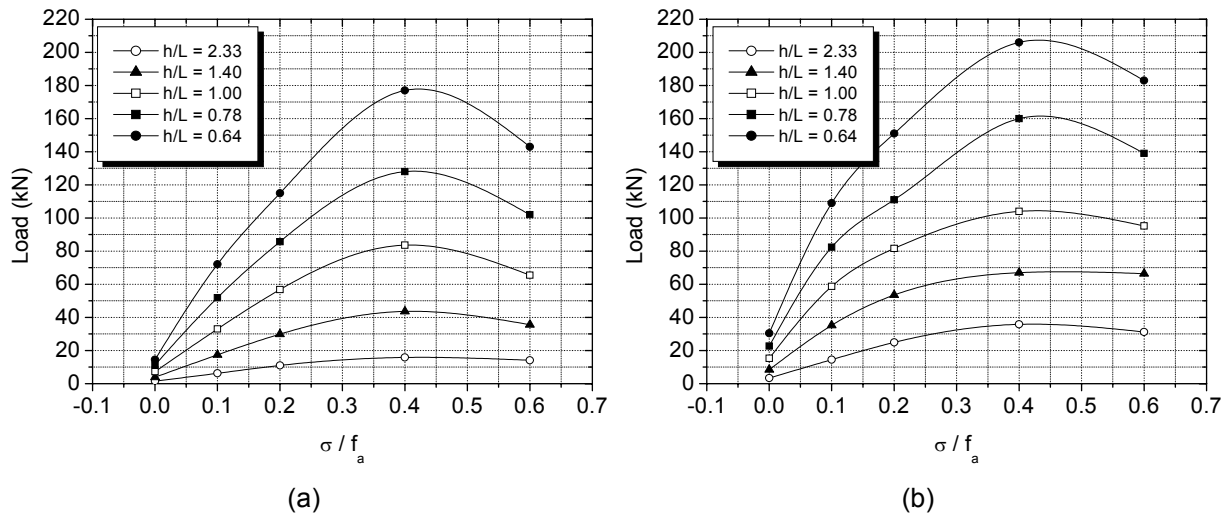 220
200
180
160
140
120
100
80
60
40
20
0
Load (kN)
h/L = 2.33
h/L = 1.40
h/L = 1.00
h/L = 0.78
h/L = 0.64
-0.1 0.0 0.1 0.2 0.3 0.4 0.5 0.6 0.7
σ / fa
(a)
220
200
180
160
140
120
100
80
60
40
20
0
Load (kN)
h/L = 2.33
h/L = 1.40
h/L = 1.00
h/L = 0.78
h/L = 0.64
-0.1 0.0 0.1 0.2 0.3 0.4 0.5 0.6 0.7
σ / fa
(b)